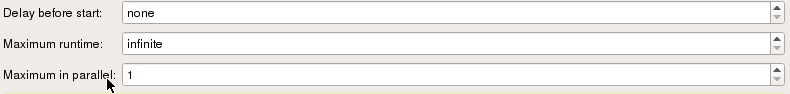 Delay before start: none
Maximum runtime: infinite
Maximum in parallel: 1